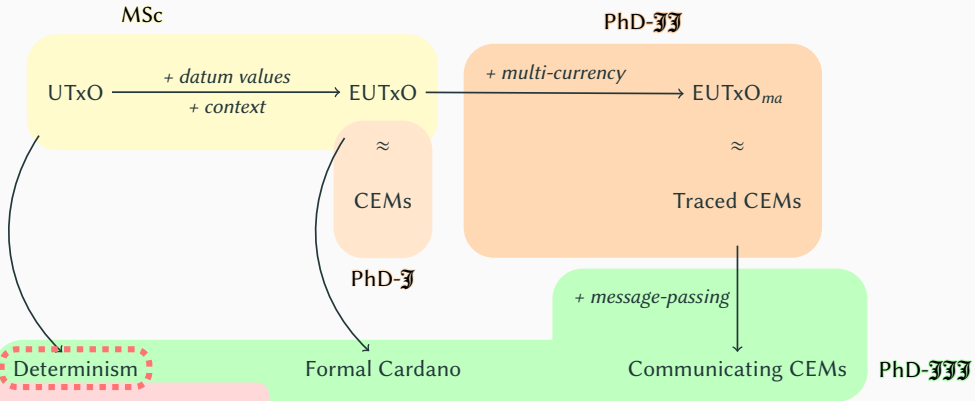 MSc
PhD-ℑℑ
+ datum values
+ multi-currency
UTxO
EUTxO
EUTxOma
+ context
≈
≈
CEMs
Traced CEMs
PhD-ℑ
+ message-passing
Determinism
Formal Cardano
Communicating CEMs
PhD-ℑℑℑ